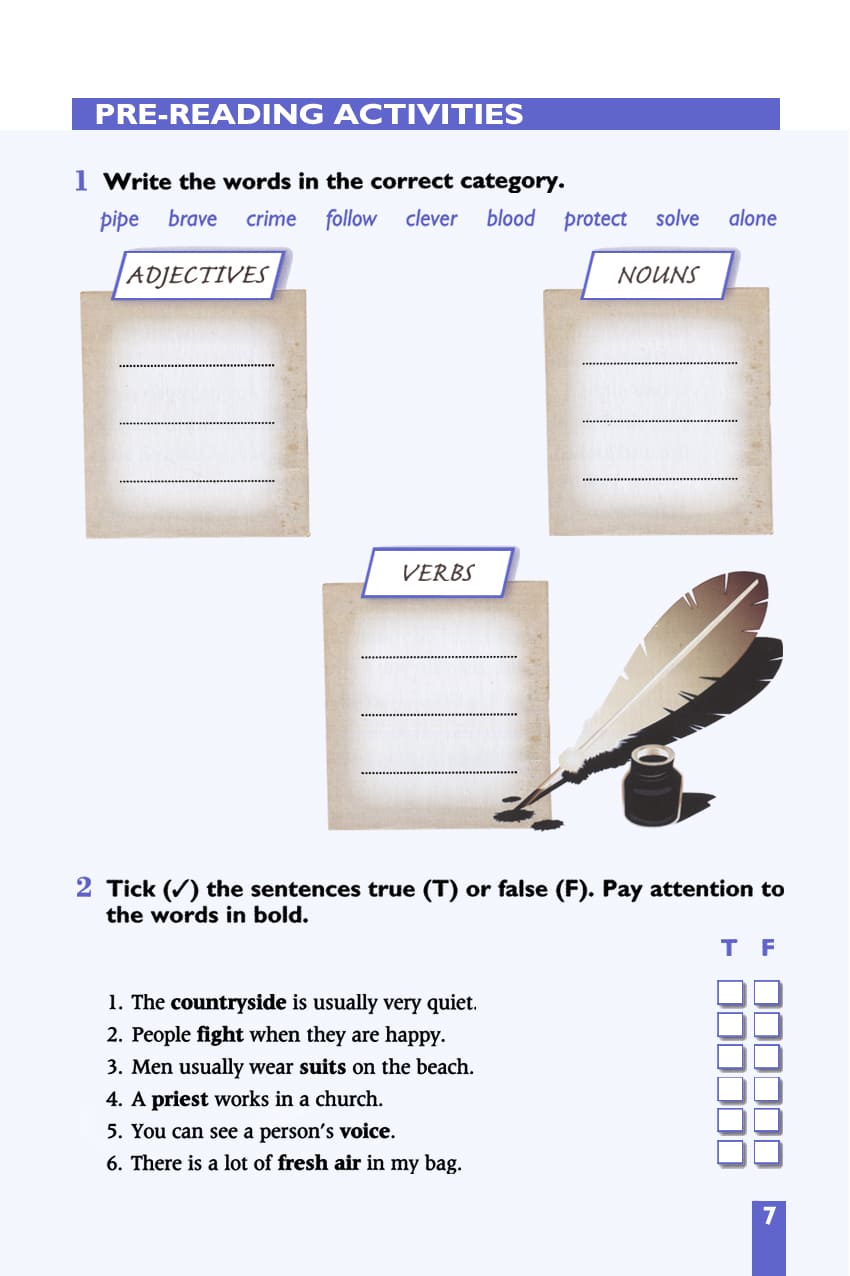 PRE-READING ACTIVITIES
1 Write the words in the correct category.
pipe brave crime follow clever blood protect solve alone
ADJECTIVES
NOUNS
VERBS
2 Tick (✓) the sentences true (T) or false (F). Pay attention to
the words in bold.
T F
1. The countryside is usually very quiet.
2. People fight when they are happy.
3. Men usually wear suits on the beach.
4. A priest works in a church.
5. You can see a person's voice.
6. There is a lot of fresh air in my bag.
7